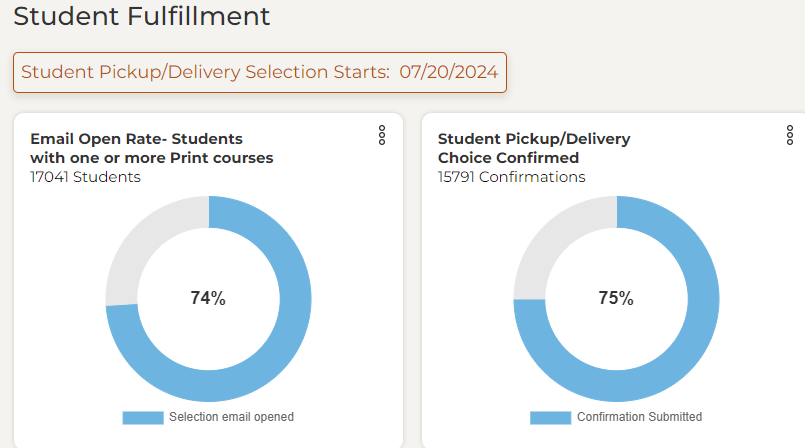 Student Fulfillment
Student Pickup/Delivery Selection Starts: 07/20/2024
Email Open Rate- Students
with one or more Print courses
17041 Students
74%
Selection email opened
Student Pickup/Delivery
Choice Confirmed
15791 Confirmations
75%
Confirmation Submitted